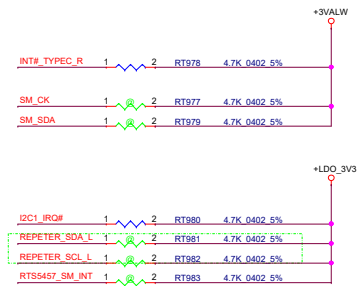 +3VALW
INT#_TYPEC_R 1 2 RT978 4.7K_0402_5%
SM_CK 1 @ 2 RT977 4.7K_0402_5%
SM_SDA 1 @ 2 RT979 4.7K_0402_5%
+LDO_3V3
I2C1_IRQ# 1 2 RT980 4.7K_0402_5%
REPETER_SDA_L 1 @ 2 RT981 4.7K_0402_5%
REPETER_SCL_L 1 @ 2 RT982 4.7K_0402_5%
RTS5457_SM_INT 1 @ 2 RT983 4.7K_0402_5%